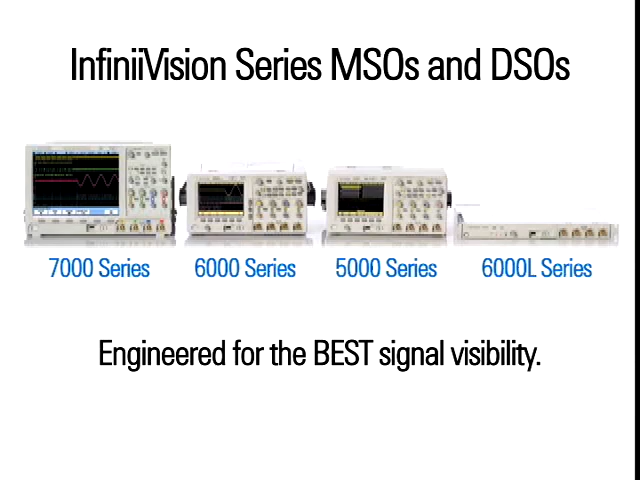 InfiniiVision Series MSOs and DSOs
7000 Series 6000 Series 5000 Series 6000L Series
Engineered for the BEST signal visibility.